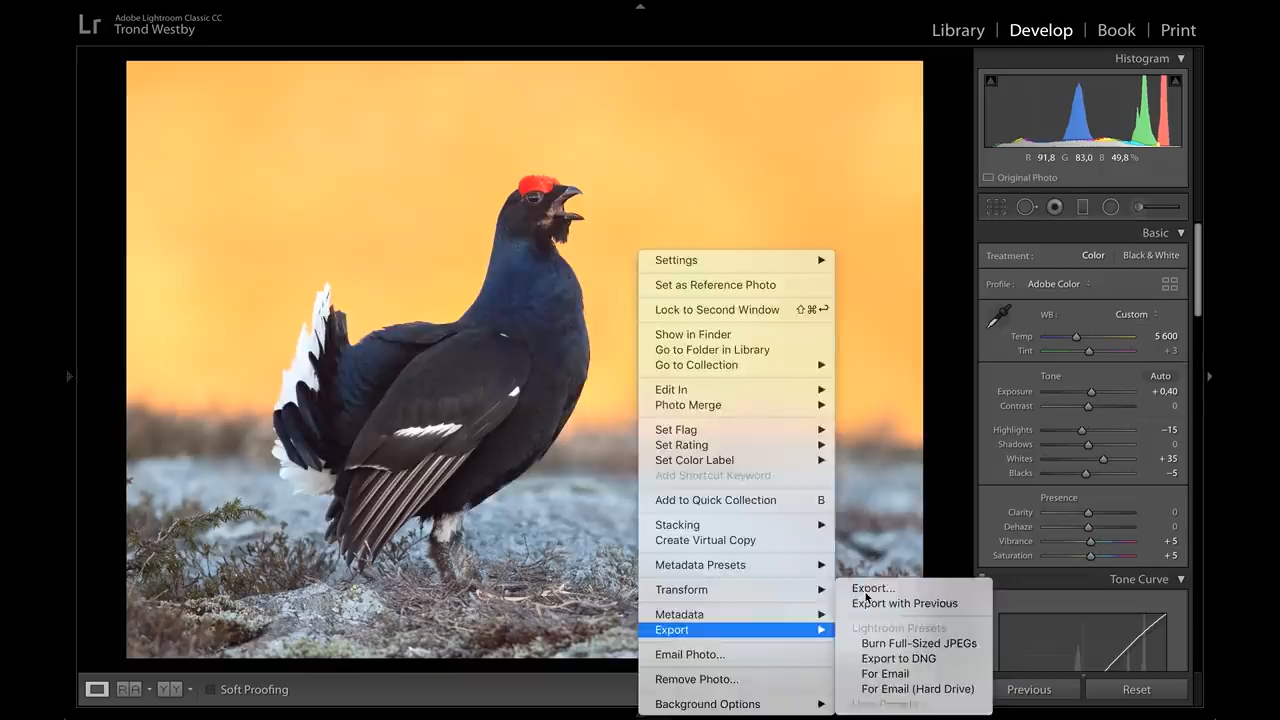 Lr
Adobe Lightroom Classic CC
Trond Westby
Library | Develop | Book | Print
Histogram
R 91,8 G 83,0 B 49,8 %
Original Photo
Basic
Treatment : Color Black & White
Profile : Adobe Color
WB : Custom
Temp 5 600
Tint + 3
Tone Auto
Exposure + 0,40
Contrast 0
Highlights − 15
Shadows 0
Whites + 35
Blacks − 5
Presence
Clarity 0
Dehaze 0
Vibrance + 5
Saturation + 5
Tone Curve
Previous Reset
Settings
Set as Reference Photo
Lock to Second Window ⇧⌘↩
Show in Finder
Go to Folder in Library
Go to Collection
Edit In
Photo Merge
Set Flag
Set Rating
Set Color Label
Add Shortcut Keyword
Add to Quick Collection B
Stacking
Create Virtual Copy
Metadata Presets
Transform
Metadata
Export
Email Photo...
Remove Photo...
Background Options
Export...
Export with Previous
Lightroom Presets
Burn Full-Sized JPEGs
Export to DNG
For Email
For Email (Hard Drive)
R A Y Y Soft Proofing